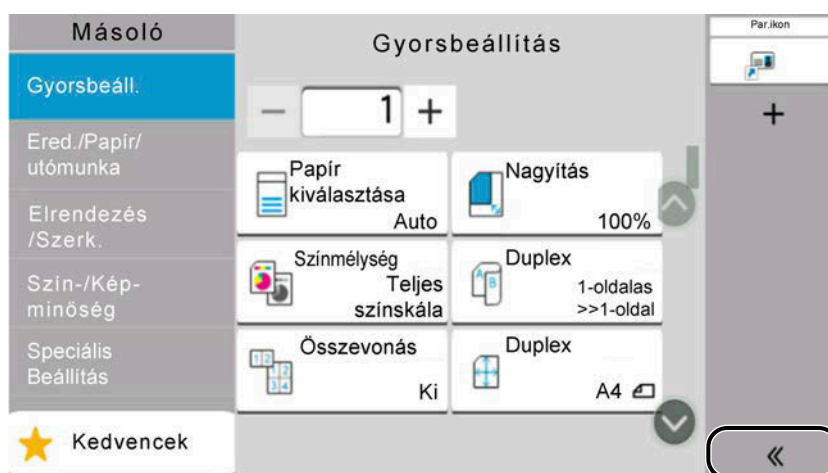 Másoló
Gyorsbeáll.
Ered./Papír/
utómunka
Elrendezés
/Szerk.
Szín-/Kép-
minőség
Speciális
Beállítás
Kedvencek
Gyorsbeállítás
− 1 +
Papír
kiválasztása
Auto
Nagyítás
100%
Színmélység
Teljes
színskála
Duplex
1-oldalas
>>1-oldal
Összevonás
Ki
Duplex
A4
Par.ikon
+
«